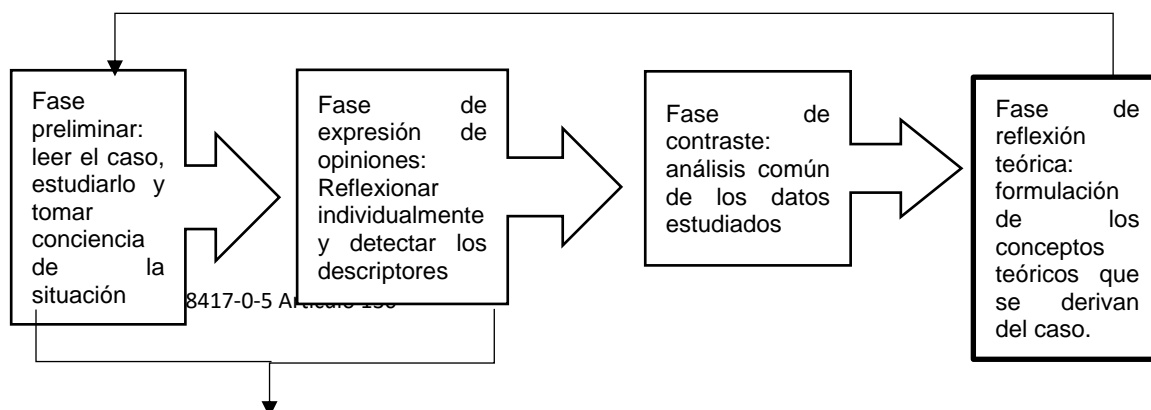 Fase
preliminar:
leer el caso,
estudiarlo y
tomar
conciencia
de la
situación
Fase de
expresión de
opiniones:
Reflexionar
individualmente
y detectar los
descriptores
Fase de
contraste:
análisis común
de los datos
estudiados
Fase de
reflexión
teórica:
formulación
de los
conceptos
teóricos que
se derivan
del caso.
8417-0-5